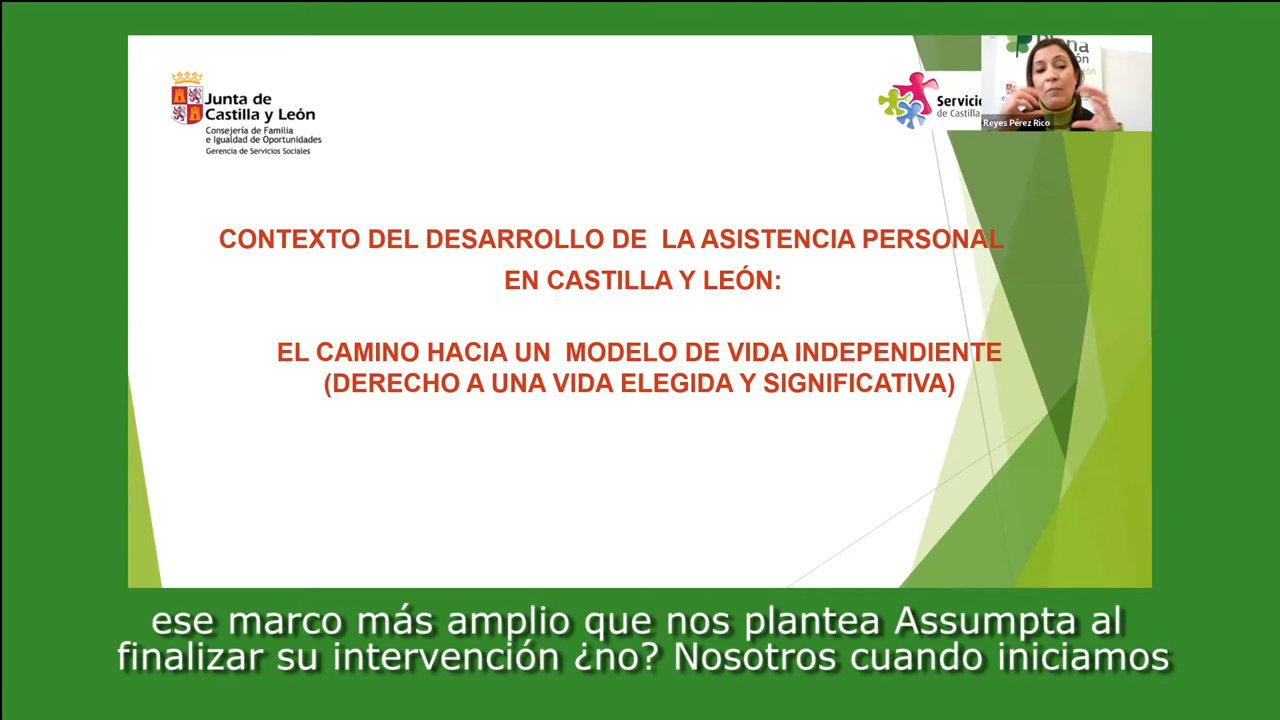 Junta de
Castilla y León
Consejería de Familia
e Igualdad de Oportunidades
Gerencia de Servicios Sociales
de Castilla
Reyes Pérez Rico
CONTEXTO DEL DESARROLLO DE LA ASISTENCIA PERSONAL
EN CASTILLA Y LEÓN:
EL CAMINO HACIA UN MODELO DE VIDA INDEPENDIENTE
(DERECHO A UNA VIDA ELEGIDA Y SIGNIFICATIVA)
ese marco más amplio que nos plantea Assumpta al
finalizar su intervención ¿no? Nosotros cuando iniciamos